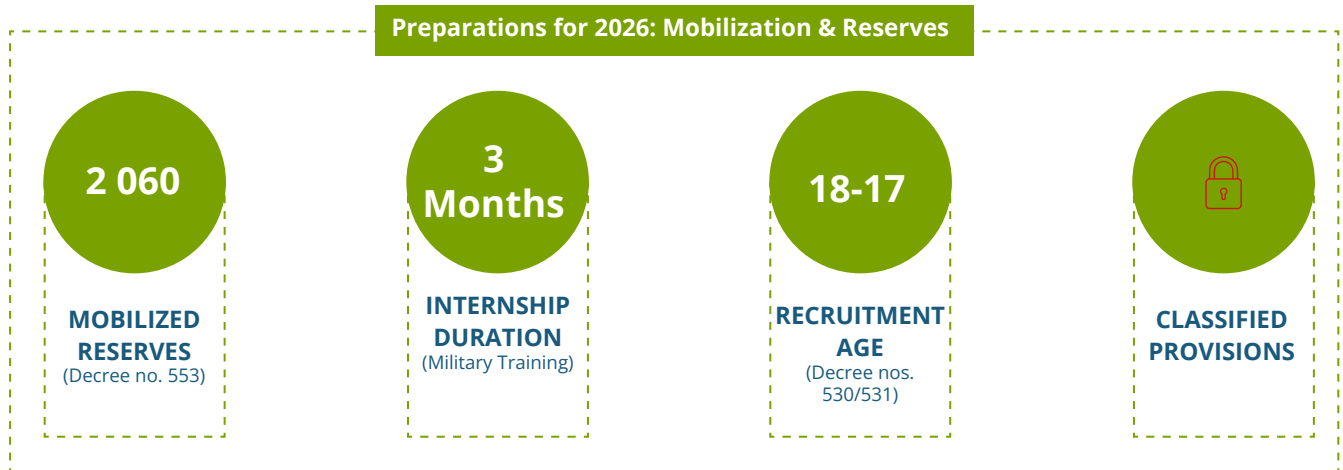 Preparations for 2026: Mobilization & Reserves
2 060
MOBILIZED
RESERVES
(Decree no. 553)
3
Months
INTERNSHIP
DURATION
(Military Training)
18-17
RECRUITMENT
AGE
(Decree nos.
530/531)
CLASSIFIED
PROVISIONS